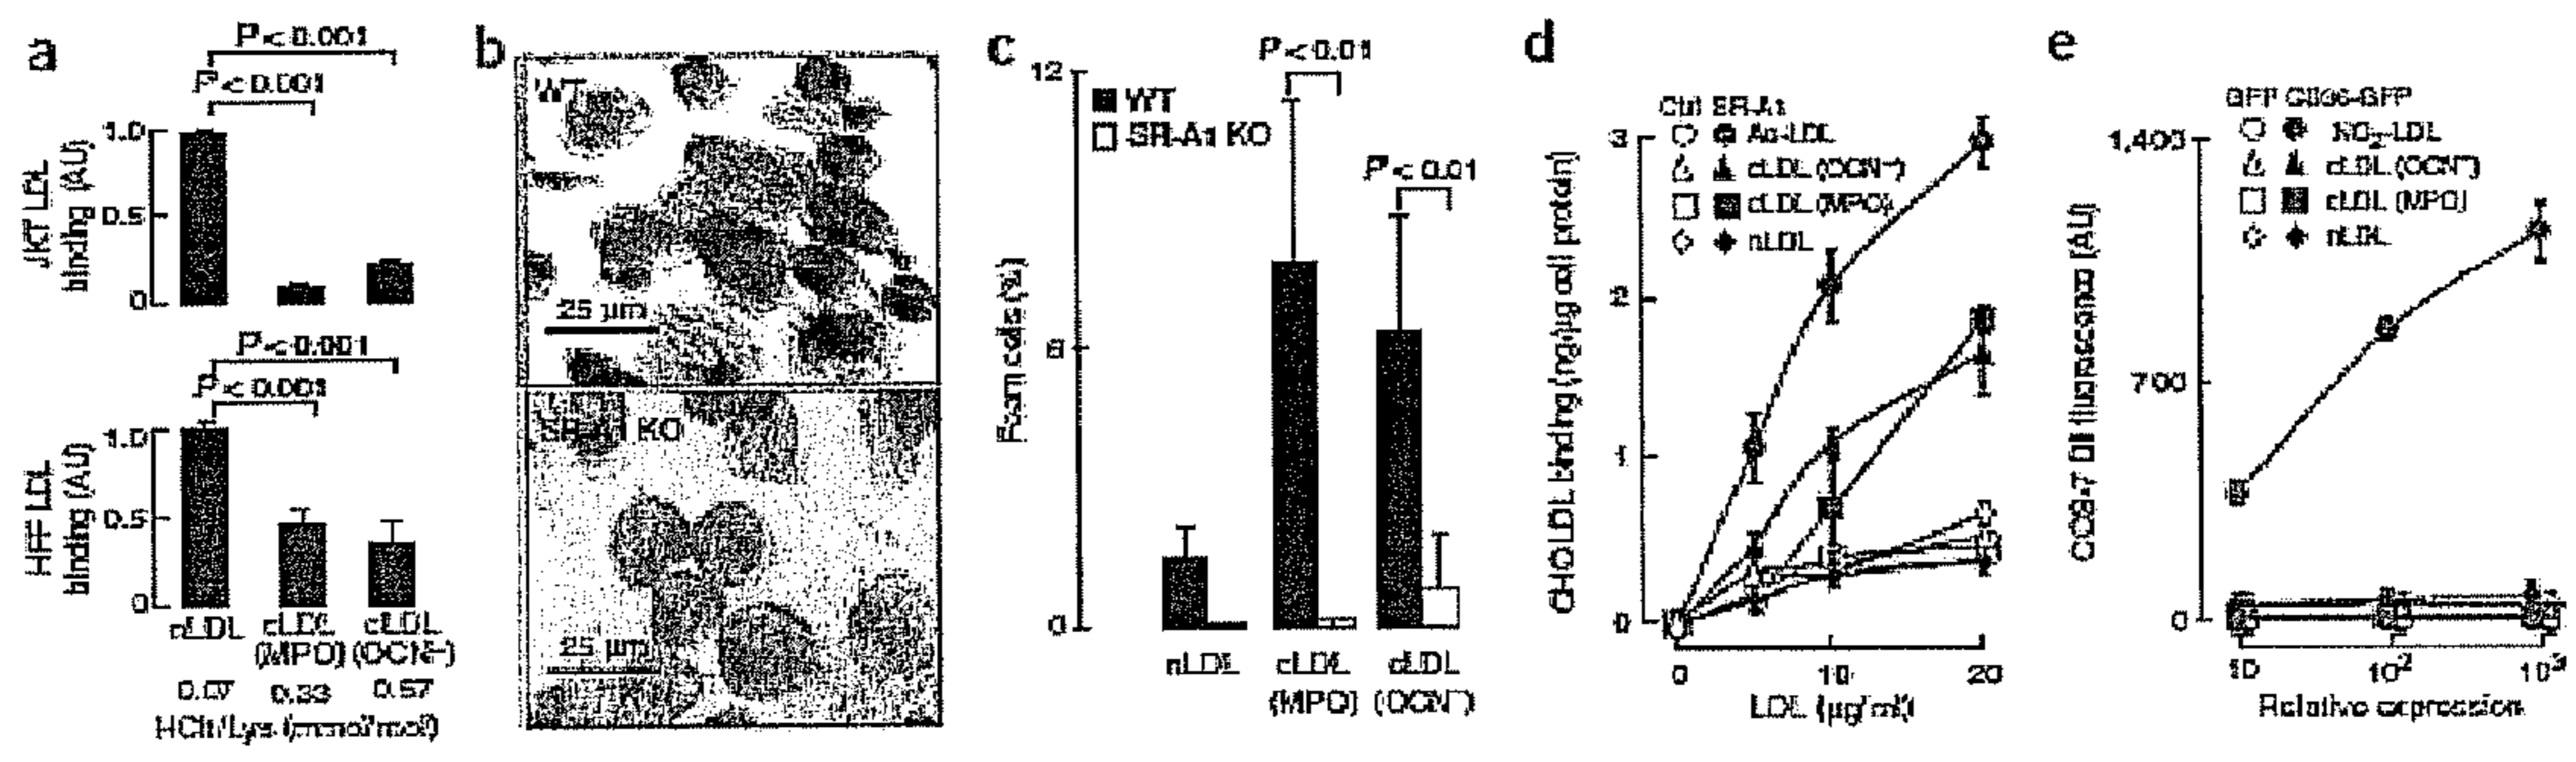 a
P<0.001
P<0.001
1.0
0.5
0
JKT LDL
binding (AU)
P<0.001
P<0.001
1.0
0.5
0
HFF LDL
binding (AU)
nLDL cLDL cLDL
(MPO) (OCN⁻)
0.07 0.33 0.57
HCit/Lys (mmol/mol)
b
WT
25 µm
SR-A1 KO
25 µm
c
P<0.01
12
WT
SR-A1 KO
P<0.01
Foam cells (%)
6
0
nLDL cLDL cLDL
(MPO) (OCN⁻)
d
Ctrl SR-A1
Ac-LDL
cLDL (OCN⁻)
cLDL (MPO)
nLDL
3
2
1
0
CHO LDL binding (ng/µg cell protein)
0 10 20
LDL (µg/ml)
e
GFP CD36-GFP
NO₂-LDL
cLDL (OCN⁻)
cLDL (MPO)
nLDL
1,400
700
0
COS-7 DiI fluorescence (AU)
10 10² 10³
Relative expression